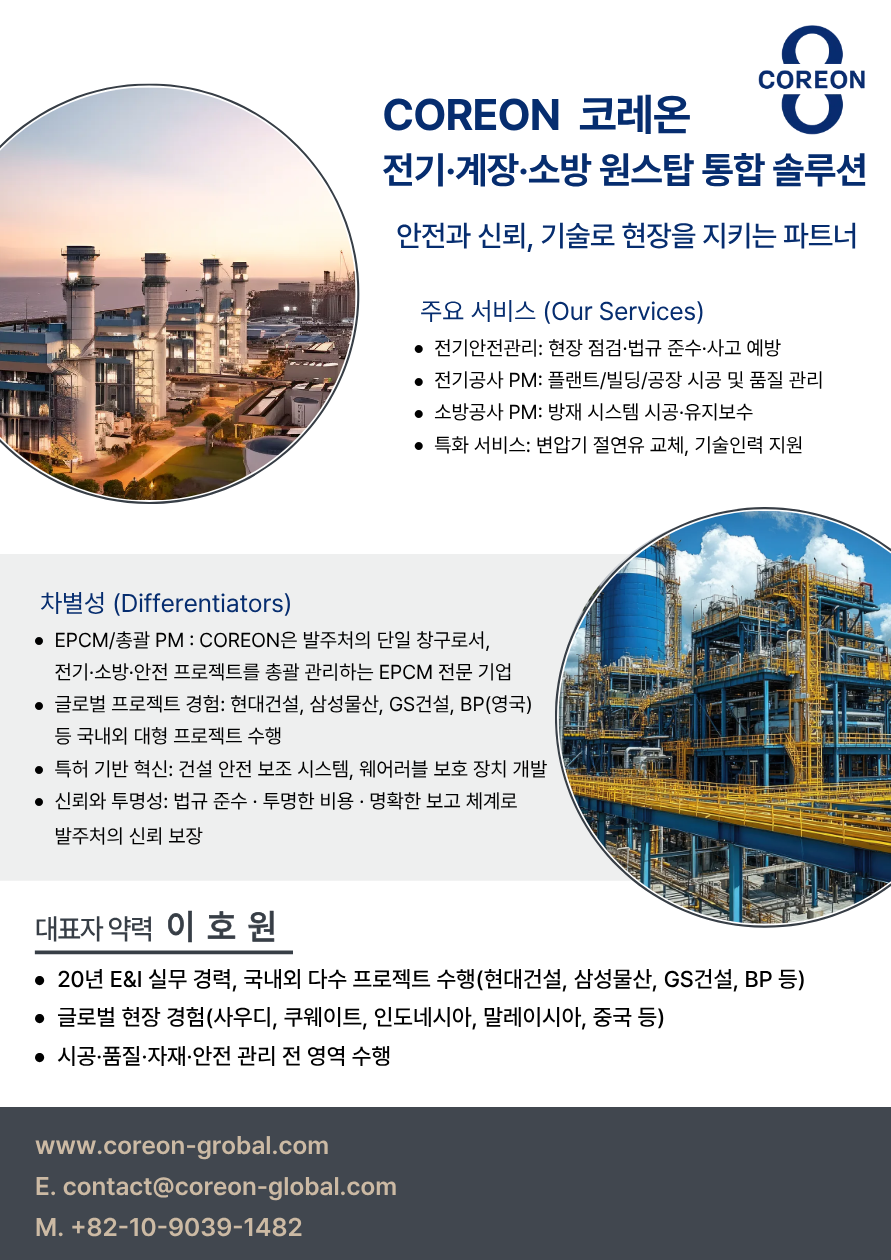 COREON
COREON 코레온
전기·계장·소방 원스탑 통합 솔루션
안전과 신뢰, 기술로 현장을 지키는 파트너
주요 서비스 (Our Services)
• 전기안전관리: 현장 점검·법규 준수·사고 예방
• 전기공사 PM: 플랜트/빌딩/공장 시공 및 품질 관리
• 소방공사 PM: 방재 시스템 시공·유지보수
• 특화 서비스: 변압기 절연유 교체, 기술인력 지원
차별성 (Differentiators)
• EPCM/총괄 PM : COREON은 발주처의 단일 창구로서,
전기·소방·안전 프로젝트를 총괄 관리하는 EPCM 전문 기업
• 글로벌 프로젝트 경험: 현대건설, 삼성물산, GS건설, BP(영국)
등 국내외 대형 프로젝트 수행
• 특허 기반 혁신: 건설 안전 보조 시스템, 웨어러블 보호 장치 개발
• 신뢰와 투명성: 법규 준수 · 투명한 비용 · 명확한 보고 체계로
발주처의 신뢰 보장
대표자 약력 이 호 원
• 20년 E&I 실무 경력, 국내외 다수 프로젝트 수행(현대건설, 삼성물산, GS건설, BP 등)
• 글로벌 현장 경험(사우디, 쿠웨이트, 인도네시아, 말레이시아, 중국 등)
• 시공·품질·자재·안전 관리 전 영역 수행
www.coreon-grobal.com
E. contact@coreon-global.com
M. +82-10-9039-1482